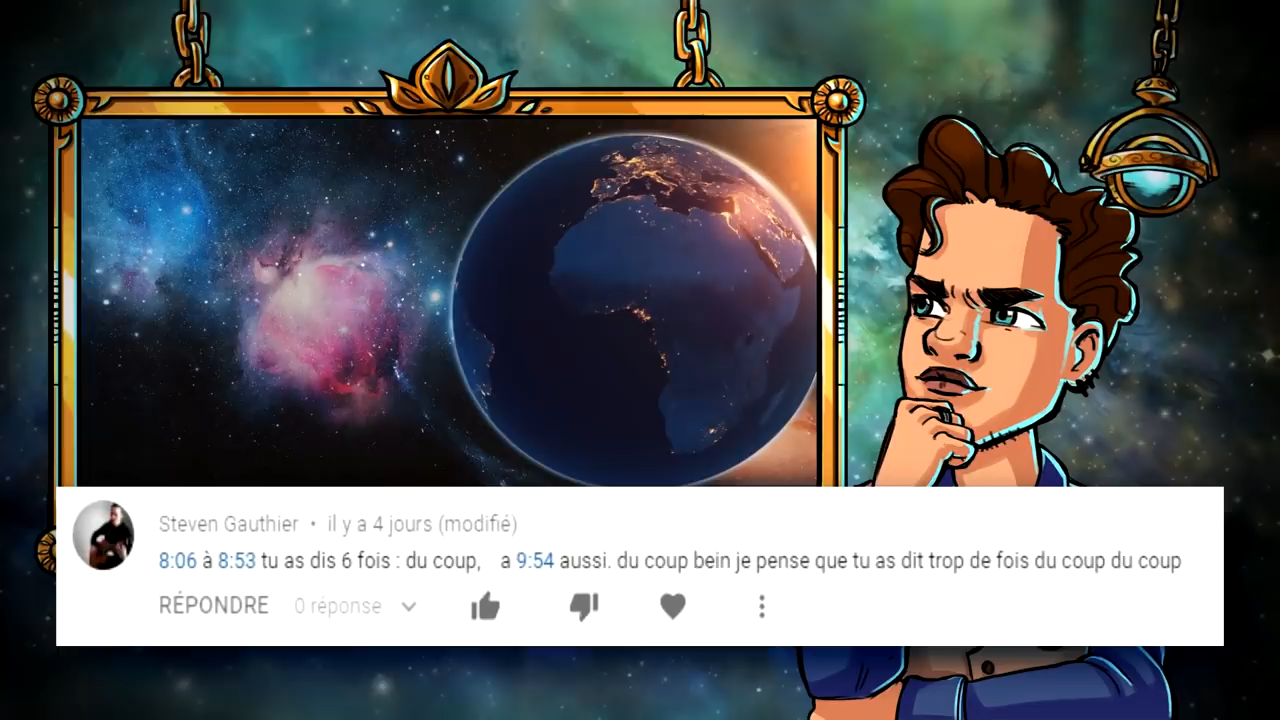 Steven Gauthier • il y a 4 jours (modifié)
8:06 à 8:53 tu as dis 6 fois : du coup, a 9:54 aussi. du coup bein je pense que tu as dit trop de fois du coup du coup
RÉPONDRE 0 réponse